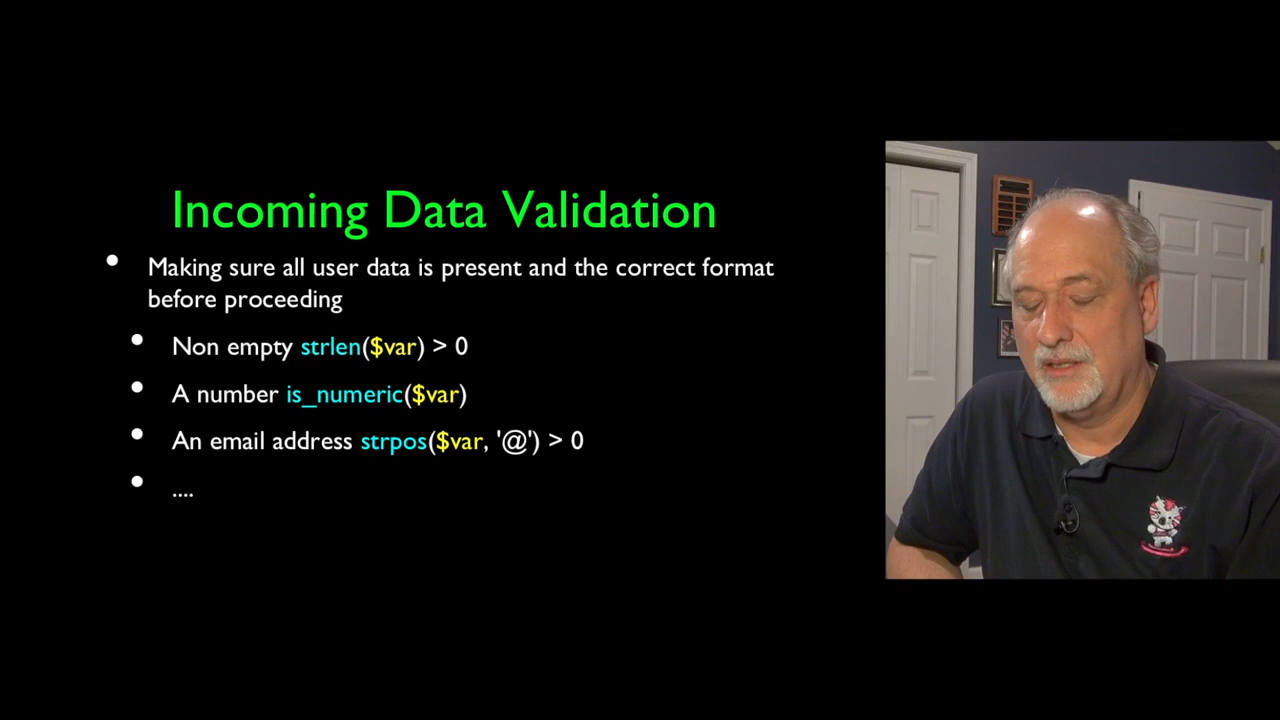 Incoming Data Validation
• Making sure all user data is present and the correct format
before proceeding
• Non empty strlen($var) > 0
• A number is_numeric($var)
• An email address strpos($var, '@') > 0
• ....